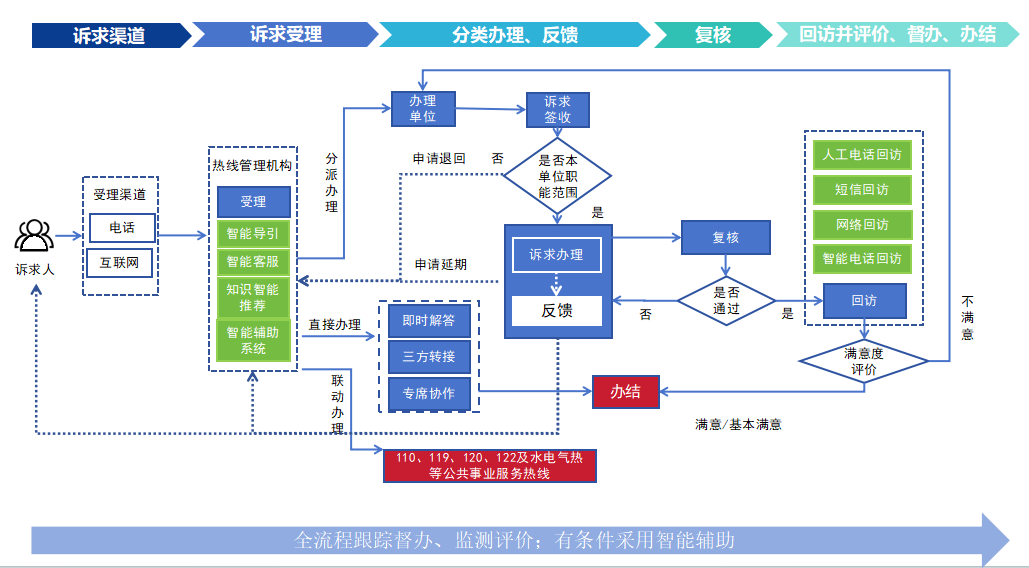 诉求渠道
诉求受理
分类办理、反馈
复核
回访并评价、督办、办结
诉求人
受理渠道
电话
互联网
热线管理机构
受理
智能导引
智能客服
知识智能
推荐
智能辅助
系统
分派办理
办理
单位
诉求
签收
申请退回
否
是否本
单位职
能范围
是
诉求办理
反馈
申请延期
直接办理
即时解答
三方转接
专席协作
联动办理
110、119、120、122及水电气热
等公共事业服务热线
复核
是否
通过
否
是
人工电话回访
短信回访
网络回访
智能电话回访
回访
满意度
评价
不满意
满意/基本满意
办结
全流程跟踪督办、监测评价；有条件采用智能辅助